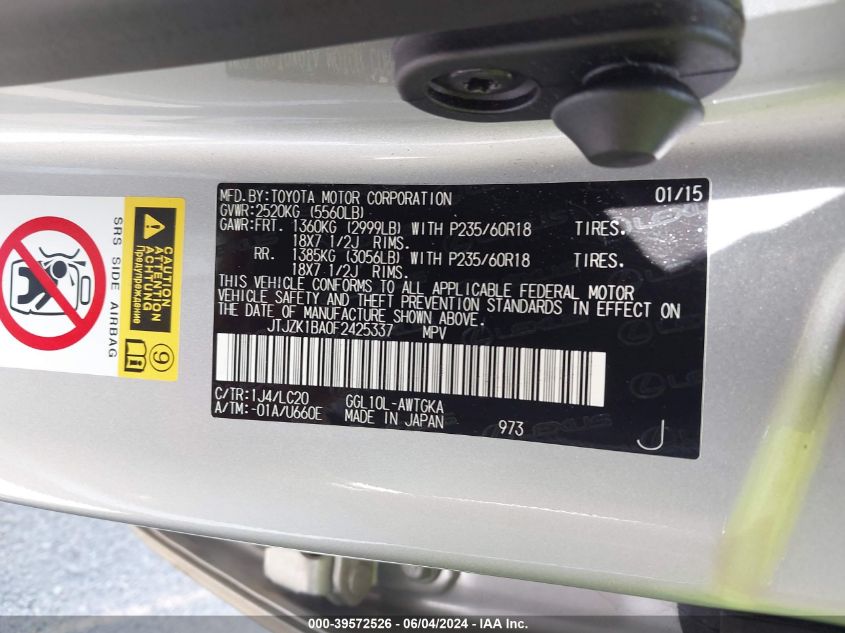 MFD.BY:TOYOTA MOTOR CORPORATION 01/15
GVWR:2520KG (5560LB)
GAWR:FRT. 1360KG (2999LB) WITH P235/60R18 TIRES.
18X7 1/2J RIMS.
RR. 1385KG (3056LB) WITH P235/60R18 TIRES.
18X7 1/2J RIMS.
THIS VEHICLE CONFORMS TO ALL APPLICABLE FEDERAL MOTOR
VEHICLE SAFETY AND THEFT PREVENTION STANDARDS IN EFFECT ON
THE DATE OF MANUFACTURE SHOWN ABOVE.
JTJZK1BA0F2425337 MPV
C/TR:1J4/LC20 GGL10L-AWTGKA
A/TM:-01A/U660E MADE IN JAPAN 973 J
SRS SIDE AIRBAG
CAUTION
ATTENTION
ACHTUNG
Предупреждение
9
LEXUS
000-39572526 - 06/04/2024 - IAA Inc.